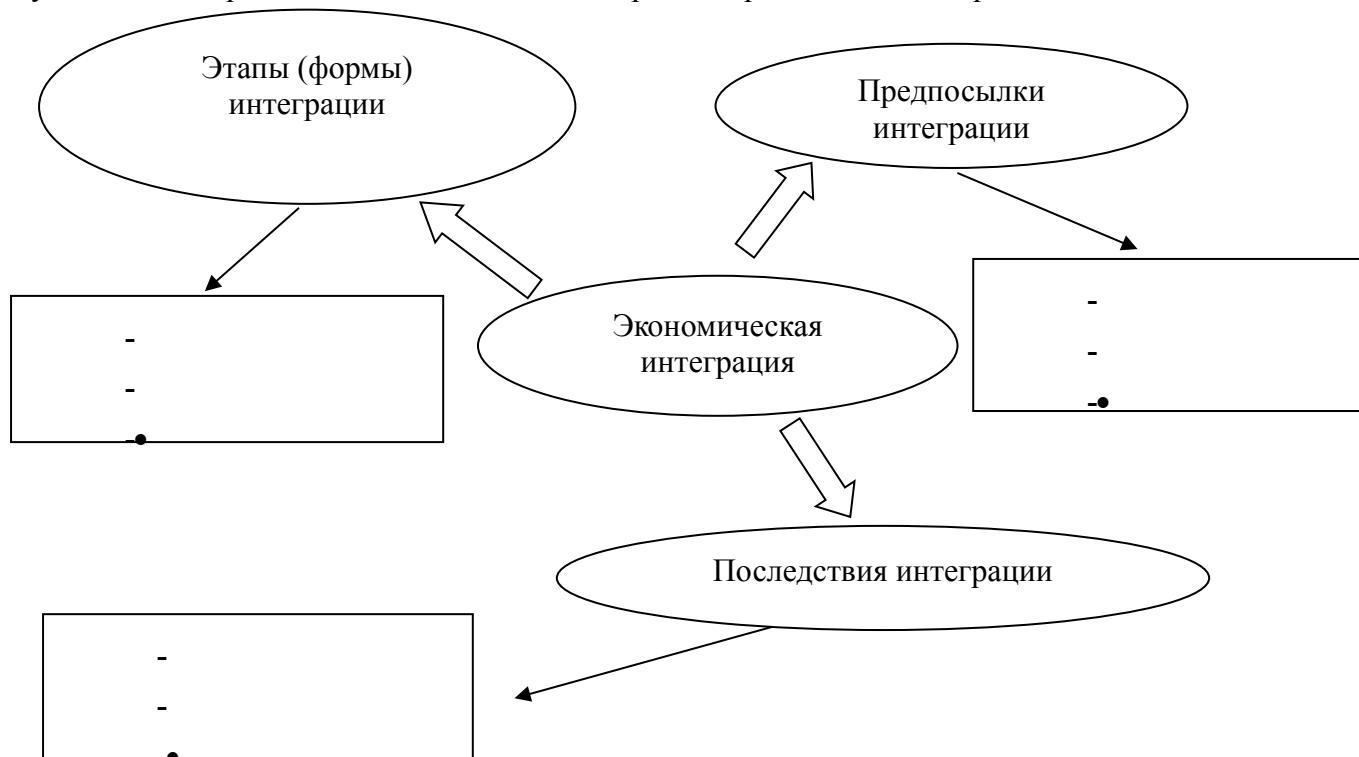 Этапы (формы)
интеграции
Предпосылки
интеграции
Экономическая
интеграция
-
-
-•
-
-
-•
Последствия интеграции
-
-
•